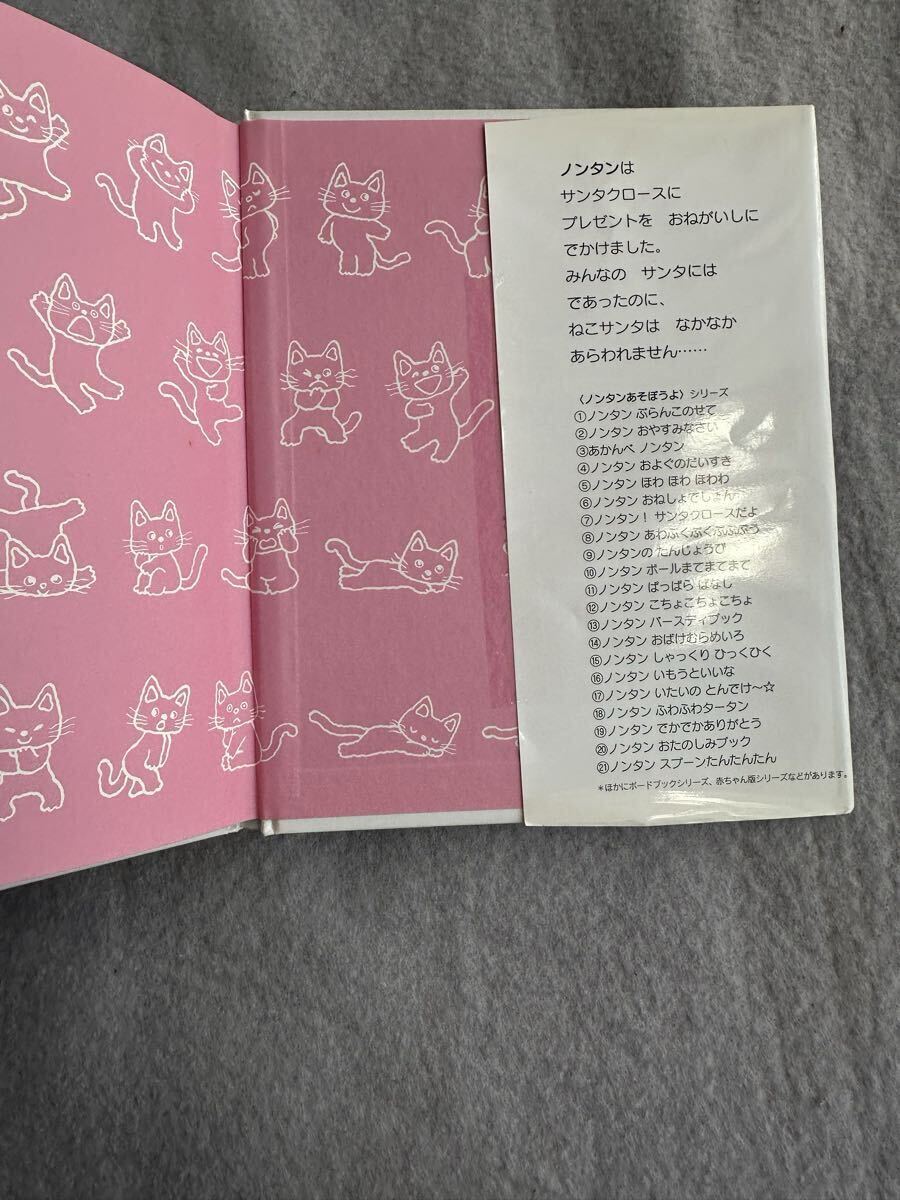 ノンタンは
サンタクロースに
プレゼントを おねがいしに
でかけました。
みんなの サンタには
であったのに、
ねこサンタは なかなか
あらわれません……
〈ノンタンあそぼうよ〉シリーズ
①ノンタン ぶらんこのせて
②ノンタン おやすみなさい
③あかんべ ノンタン
④ノンタン およぐのだいすき
⑤ノンタン ほわ ほわ ほわわ
⑥ノンタン おねしょでしょん
⑦ノンタン! サンタクロースだよ
⑧ノンタン あわぷくぷくぷぷぷう
⑨ノンタンの たんじょうび
⑩ノンタン ボールまてまてまて
⑪ノンタン ぱっぱら ぱなし
⑫ノンタン こちょこちょこちょ
⑬ノンタン バースデイブック
⑭ノンタン おばけむらめいろ
⑮ノンタン しゃっくり ひっくひく
⑯ノンタン いもうといいな
⑰ノンタン いたいの とんでけ〜☆
⑱ノンタン ふわふわタータン
⑲ノンタン でかでかありがとう
⑳ノンタン おたのしみブック
㉑ノンタン スプーンたんたんたん
*ほかにボードブックシリーズ、赤ちゃん版シリーズなどがあります。